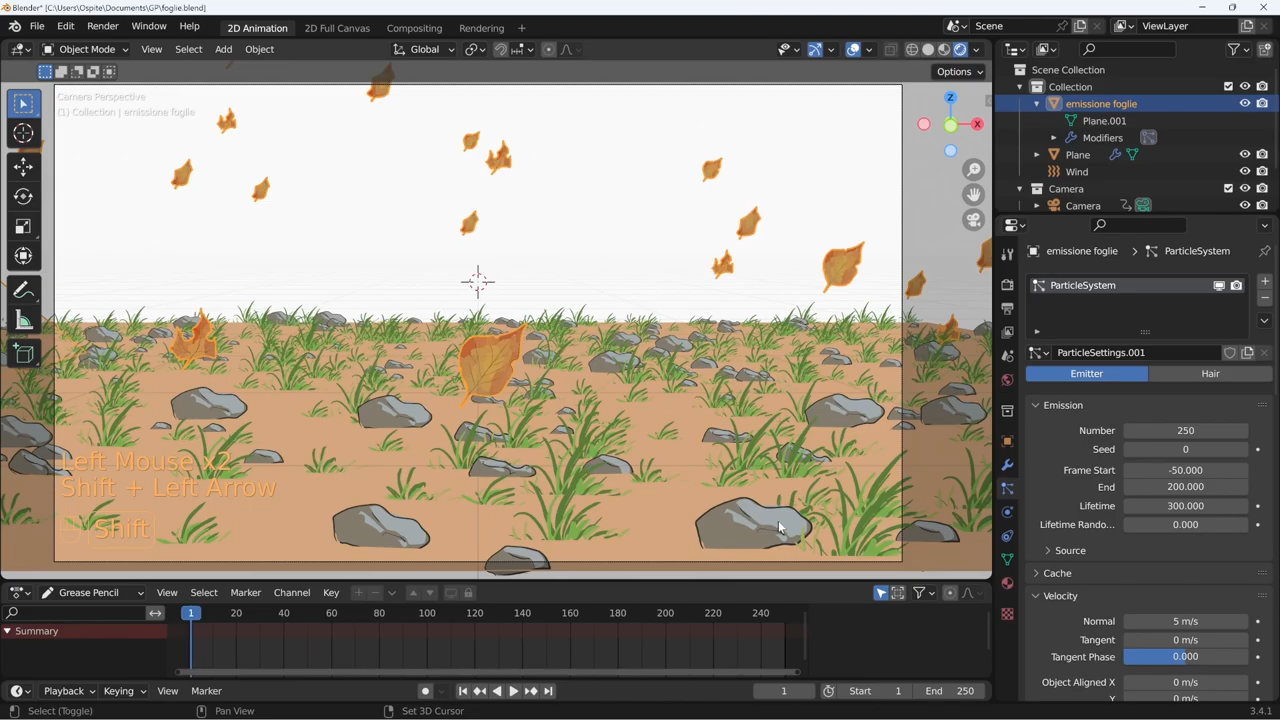 Blender* [C:\Users\Ospite\Documents\GP\foglie.blend]
File Edit Render Window Help 2D Animation 2D Full Canvas Compositing Rendering + Scene ViewLayer
Object Mode View Select Add Object Global
Options
Camera Perspective
(1) Collection | emissione foglie
Z
X
Left Mouse x2
Shift + Left Arrow
Shift
Scene Collection
Collection
emissione foglie
Plane.001
Modifiers
Plane
Wind
Camera
Camera
emissione foglie > ParticleSystem
ParticleSystem
ParticleSettings.001
Emitter Hair
Emission
Number 250
Seed 0
Frame Start -50.000
End 200.000
Lifetime 300.000
Lifetime Rando... 0.000
Source
Cache
Velocity
Normal 5 m/s
Tangent 0 m/s
Tangent Phase 0.000
Object Aligned X 0 m/s
Y 0 m/s
Grease Pencil View Select Marker Channel Key
1 20 40 60 80 100 120 140 160 180 200 220 240
Summary
Playback Keying View Marker 1 Start 1 End 250
Select (Toggle) Pan View Set 3D Cursor 3.4.1